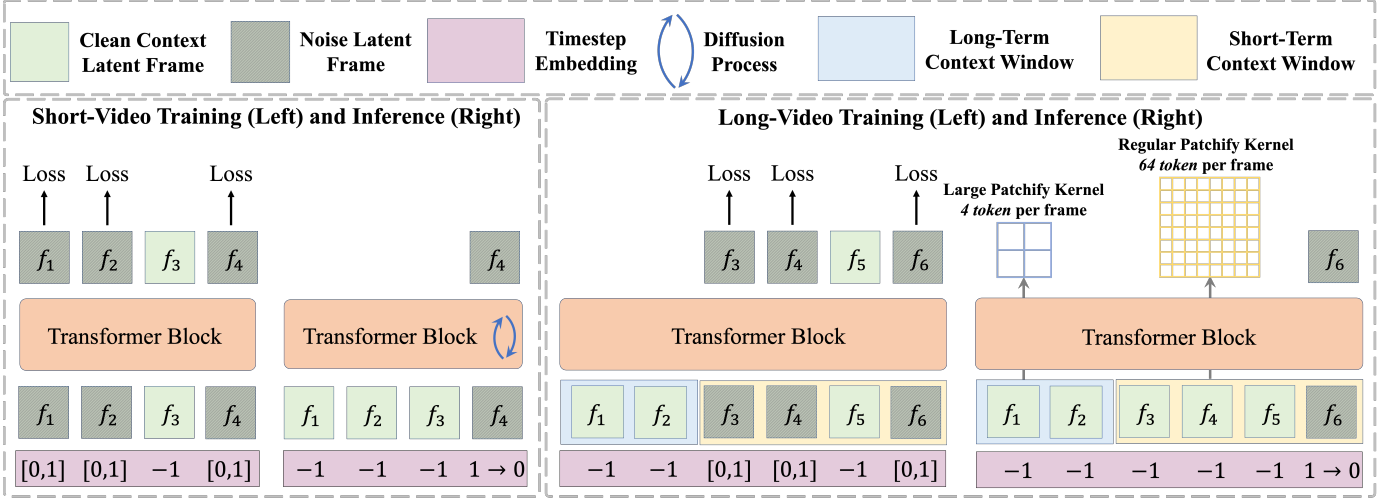 Clean Context
Latent Frame
Noise Latent
Frame
Timestep
Embedding
Diffusion
Process
Long-Term
Context Window
Short-Term
Context Window
Short-Video Training (Left) and Inference (Right)
Loss Loss Loss
f₁ f₂ f₃ f₄ f₄
Transformer Block Transformer Block
f₁ f₂ f₃ f₄ f₁ f₂ f₃ f₄
[0,1] [0,1] −1 [0,1] −1 −1 −1 1 → 0
Long-Video Training (Left) and Inference (Right)
Regular Patchify Kernel
64 token per frame
Loss Loss Loss
Large Patchify Kernel
4 token per frame
f₃ f₄ f₅ f₆ f₆
Transformer Block Transformer Block
f₁ f₂ f₃ f₄ f₅ f₆ f₁ f₂ f₃ f₄ f₅ f₆
−1 −1 [0,1] [0,1] −1 [0,1] −1 −1 −1 −1 −1 1 → 0